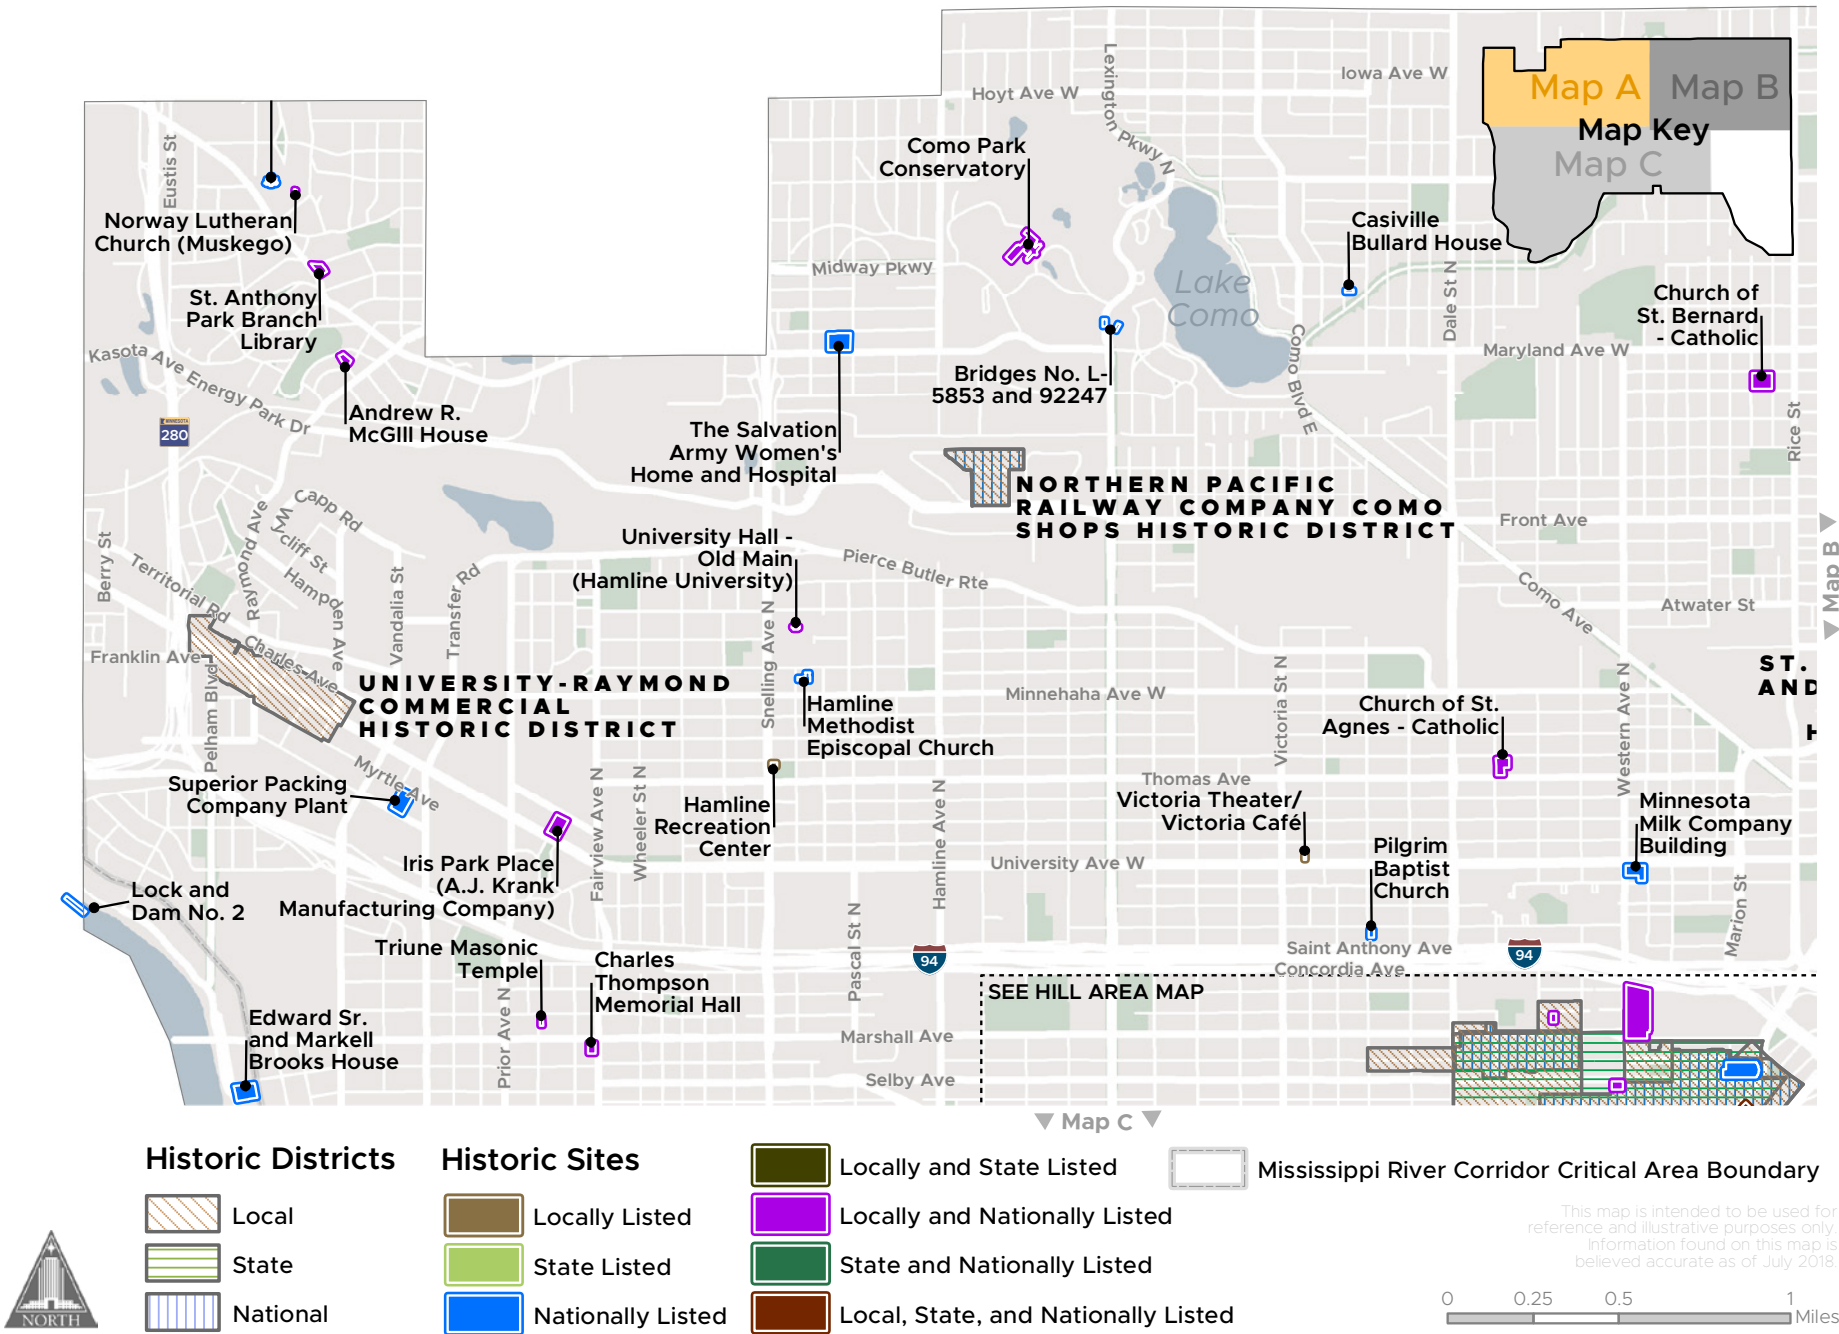 Iowa Ave W
Hoyt Ave W
Lexington Pkwy N
Map A
Map B
Map Key
Map C
Eustis St
Como Park
Conservatory
Norway Lutheran
Church (Muskego)
Casiville
Bullard House
Midway Pkwy
Lake
Como
Dale St N
St. Anthony
Park Branch
Library
Church of
St. Bernard
- Catholic
Kasota Ave
Energy Park Dr
Maryland Ave W
Como Blvd E
Bridges No. L-
5853 and 92247
Andrew R.
McGIll House
MINNESOTA
280
Rice St
The Salvation
Army Women's
Home and Hospital
NORTHERN PACIFIC
RAILWAY COMPANY COMO
SHOPS HISTORIC DISTRICT
Capp Rd
Wycliff St
Raymond Ave
Hampden Ave
Front Ave
Berry St
Territorial Rd
Vandalia St
Transfer Rd
University Hall -
Old Main
(Hamline University)
Pierce Butler Rte
Como Ave
Atwater St
Map B
Franklin Ave
Charles Ave
Pelham Blvd
Snelling Ave N
UNIVERSITY-RAYMOND
COMMERCIAL
HISTORIC DISTRICT
Minnehaha Ave W
Victoria St N
Western Ave N
ST.
AND
H
Hamline
Methodist
Episcopal Church
Church of St.
Agnes - Catholic
Myrtle Ave
Superior Packing
Company Plant
Fairview Ave N
Wheeler St N
Hamline
Recreation
Center
Hamline Ave N
Thomas Ave
Victoria Theater/
Victoria Café
Minnesota
Milk Company
Building
Iris Park Place
(A.J. Krank
Manufacturing Company)
University Ave W
Pilgrim
Baptist
Church
Lock and
Dam No. 2
Pascal St N
Marion St
Triune Masonic
Temple
Charles
Thompson
Memorial Hall
94
Saint Anthony Ave
Concordia Ave
94
SEE HILL AREA MAP
Prior Ave N
Edward Sr.
and Markell
Brooks House
Marshall Ave
Selby Ave
Map C
Historic Districts
Local
State
National
Historic Sites
Locally Listed
State Listed
Nationally Listed
Locally and State Listed
Locally and Nationally Listed
State and Nationally Listed
Local, State, and Nationally Listed
Mississippi River Corridor Critical Area Boundary
This map is intended to be used for
reference and illustrative purposes only.
Information found on this map is
believed accurate as of July 2018.
0 0.25 0.5 1
Miles
NORTH